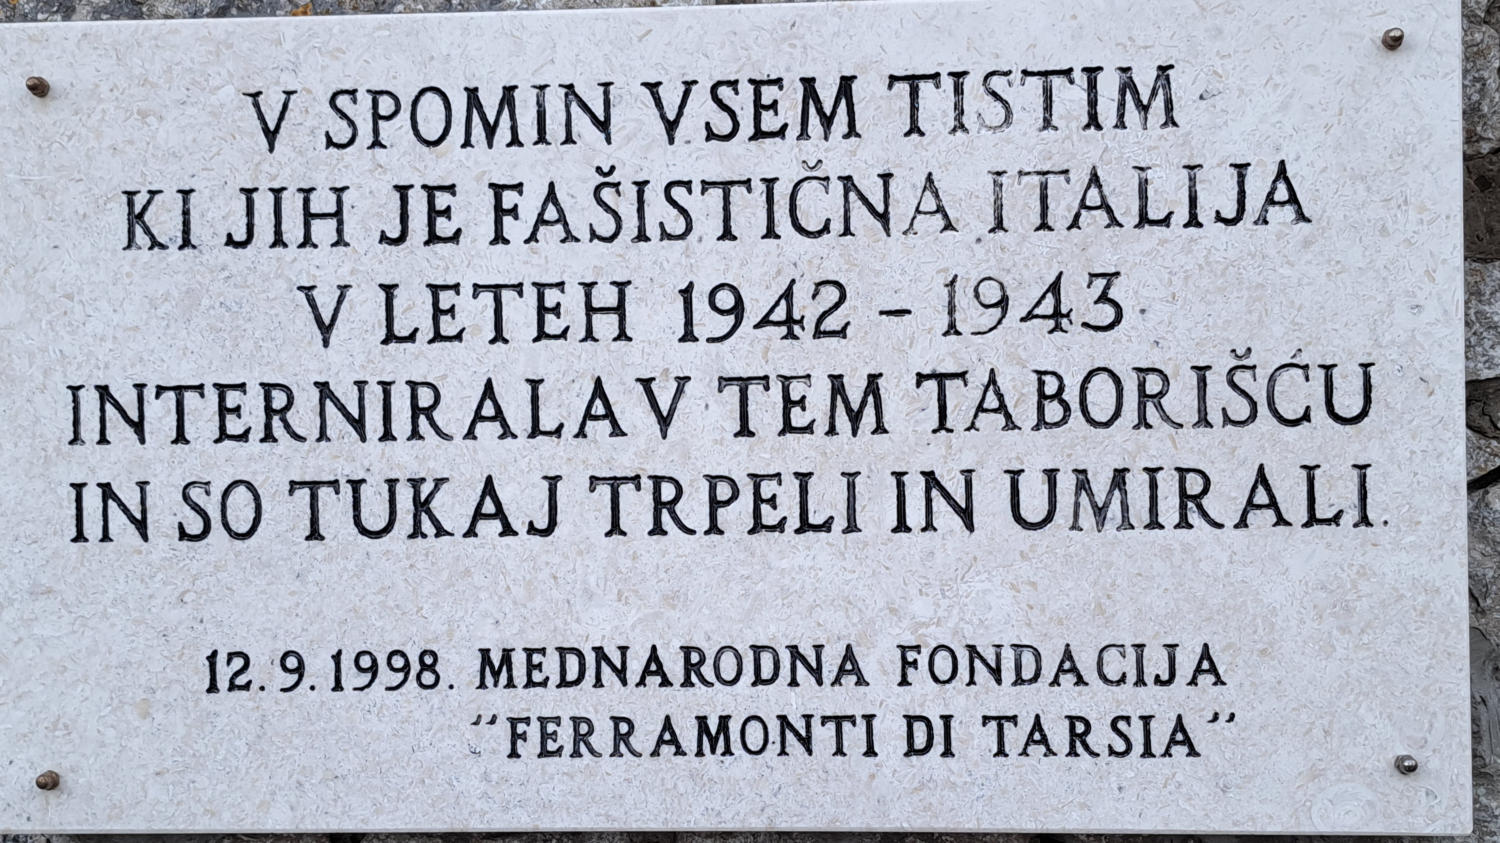 V SPOMIN VSEM TISTIM
KI JIH JE FAŠISTIČNA ITALIJA
V LETEH 1942 - 1943
INTERNIRALA V TEM TABORIŠĆU
IN SO TUKAJ TRPELI IN UMIRALI.
12.9.1998. MEDNARODNA FONDACIJA
"FERRAMONTI DI TARSIA"